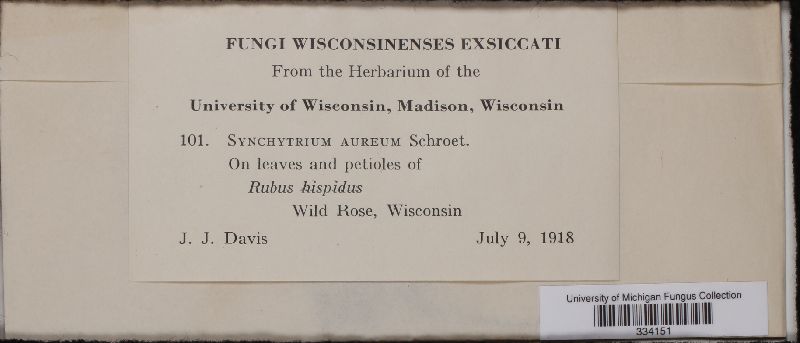 FUNGI WISCONSINENSES EXSICCATI
From the Herbarium of the
University of Wisconsin, Madison, Wisconsin
101. SYNCHYTRIUM AUREUM Schroet.
On leaves and petioles of
Rubus hispidus
Wild Rose, Wisconsin
J. J. Davis July 9, 1918
University of Michigan Fungus Collection
334151